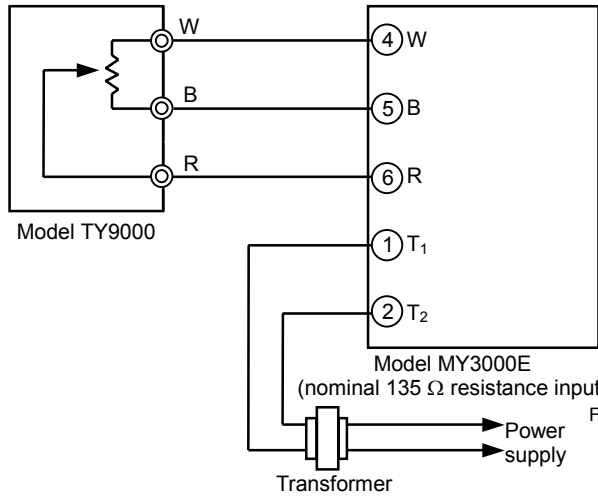 W
4 W
B
5 B
R
6 R
Model TY9000
1 T₁
2 T₂
Model MY3000E
(nominal 135 Ω resistance input
F
Power
supply
Transformer